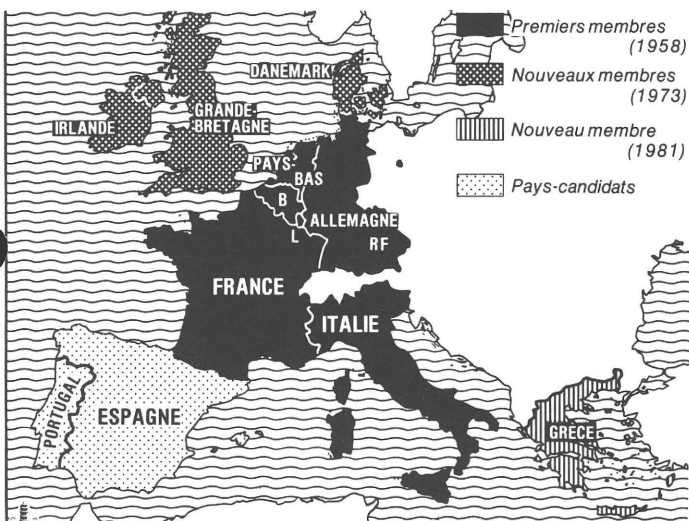 Premiers membres
(1958)
Nouveaux membres
(1973)
Nouveau membre
(1981)
Pays-candidats
DANEMARK
IRLANDE
GRANDE-
BRETAGNE
PAYS-
BAS
B
L
ALLEMAGNE
RF
FRANCE
ITALIE
PORTUGAL
ESPAGNE
GRECE